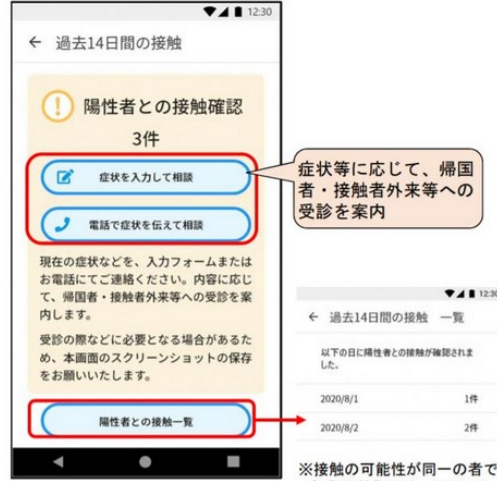 12:30
← 過去14日間の接触
陽性者との接触確認
3件
症状を入力して相談
電話で症状を伝えて相談
現在の症状などを、入力フォームまたは
お電話にてご連絡ください。内容に応じ
て、帰国者・接触者外来等への受診を案
内します。
受診の際などに必要となる場合があるた
め、本画面のスクリーンショットの保存
をお願いいたします。
陽性者との接触一覧
症状等に応じて、帰国
者・接触者外来等への
受診を案内
12:30
← 過去14日間の接触 一覧
以下の日に陽性者との接触が確認されま
した。
2020/8/1 1件
2020/8/2 2件
※接触の可能性が同一の者で